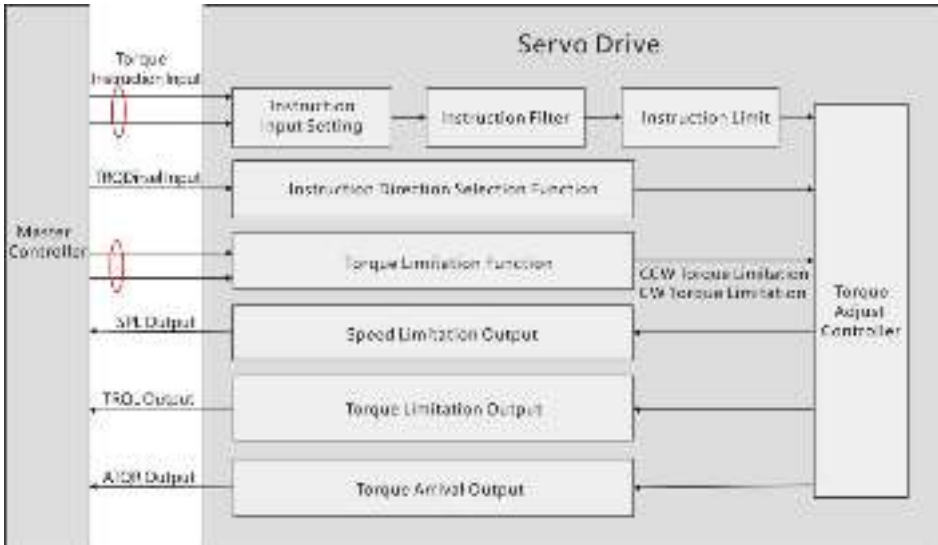 Servo Drive
Torque
Instruction Input
Instruction
Input Setting
Instruction Filter
Instruction Limit
Input
Instruction Direction Selection Function
Master
Controller
Torque Limitation Function
CCW Torque Limitation
CW Torque Limitation
Torque
Adjust
Controller
SPL Output
Speed Limitation Output
TRQL Output
Torque Limitation Output
ATQR Output
Torque Arrival Output